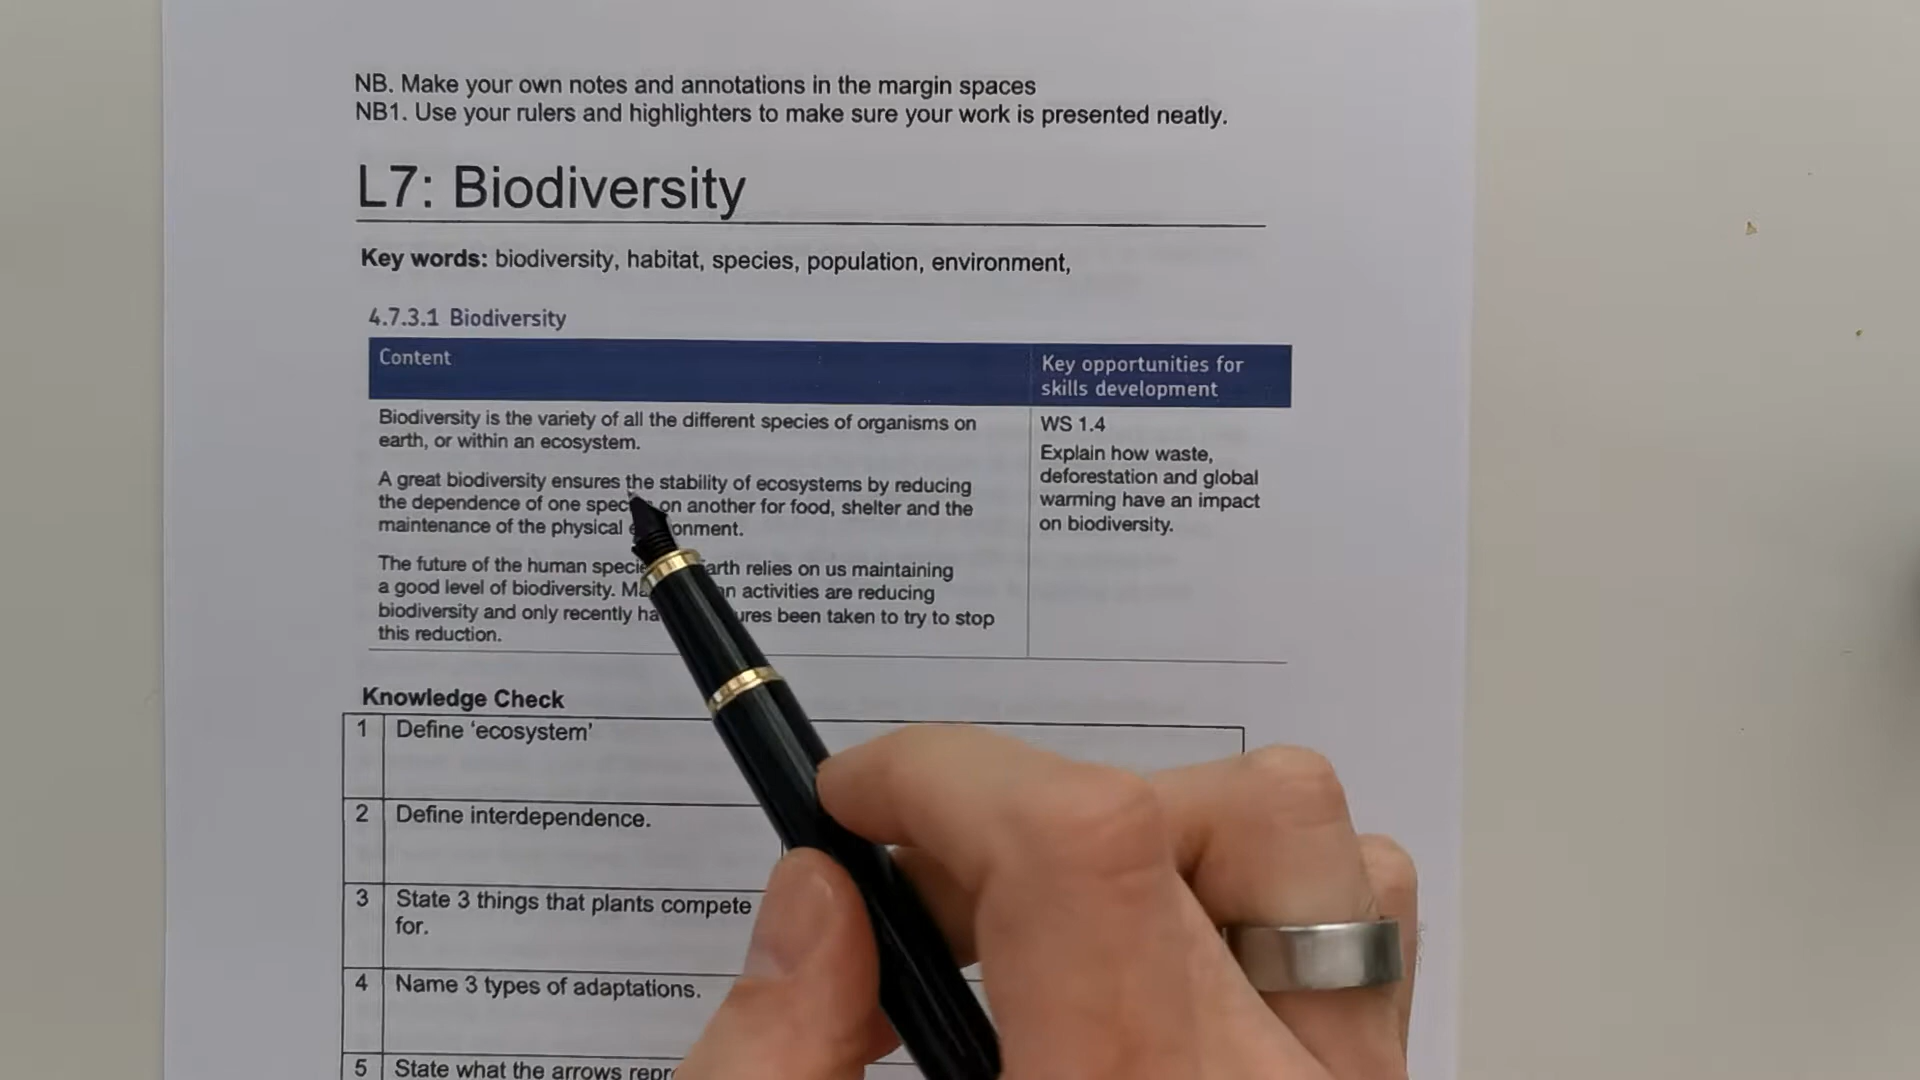 NB. Make your own notes and annotations in the margin spaces
NB1. Use your rulers and highlighters to make sure your work is presented neatly.
L7: Biodiversity
Key words: biodiversity, habitat, species, population, environment,
4.7.3.1 Biodiversity
Content
Key opportunities for
skills development
Biodiversity is the variety of all the different species of organisms on
earth, or within an ecosystem.
A great biodiversity ensures the stability of ecosystems by reducing
the dependence of one on another for food, shelter and the
maintenance of the physical
The future of the human relies on us maintaining
a good level of biodiversity. activities are reducing
biodiversity and only recently been taken to try to stop
this reduction.
WS 1.4
Explain how waste,
deforestation and global
warming have an impact
on biodiversity.
Knowledge Check
1 Define ‘ecosystem’
2 Define interdependence.
3 State 3 things that plants compete
for.
4 Name 3 types of adaptations.
5 State what the arrows